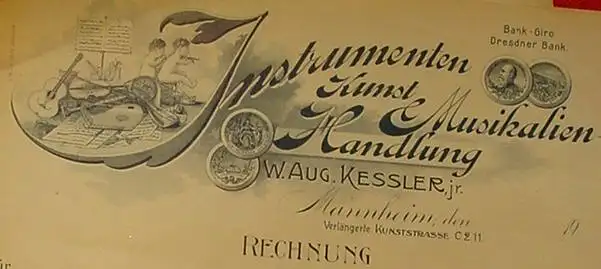 Bank-Giro
Dresdner Bank.
Instrumenten
Kunst & Musikalien-
Handlung
W. AUG. KESSLER, jr.
Mannheim, den 19
Verlängerte KUNSTSTRASSE C 2.11.
RECHNUNG
für